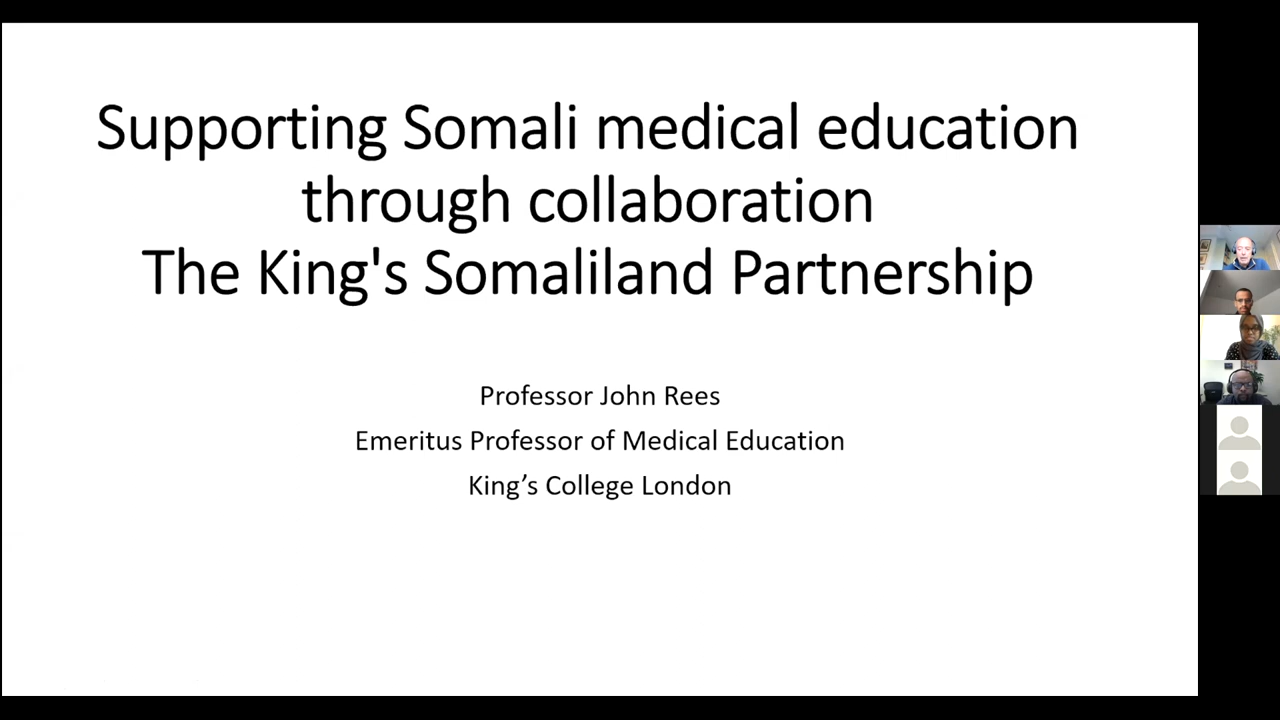 Supporting Somali medical education
through collaboration
The King's Somaliland Partnership
Professor John Rees
Emeritus Professor of Medical Education
King’s College London